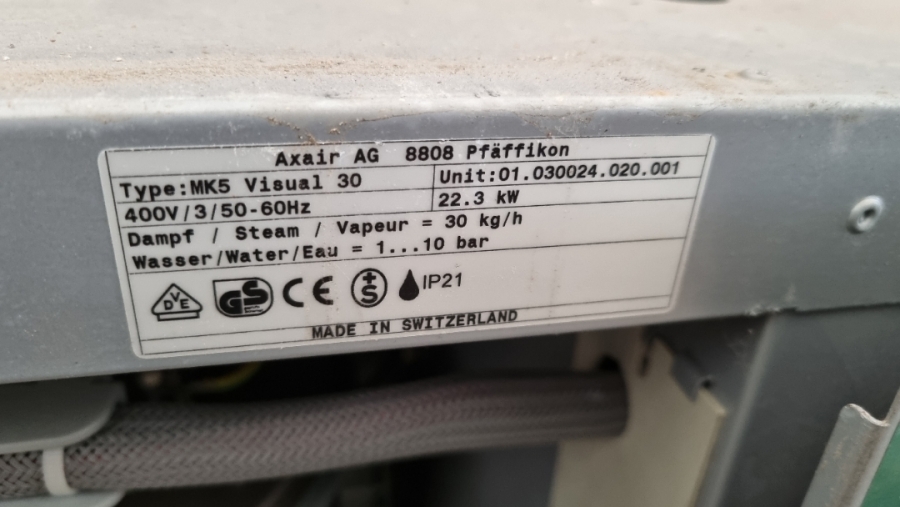 Axair AG 8808 Pfäffikon
Type:MK5 Visual 30 Unit:01.030024.020.001
400V/3/50-60Hz 22.3 kW
Dampf / Steam / Vapeur = 30 kg/h
Wasser/Water/Eau = 1...10 bar
DVE GS CE +S IP21
MADE IN SWITZERLAND